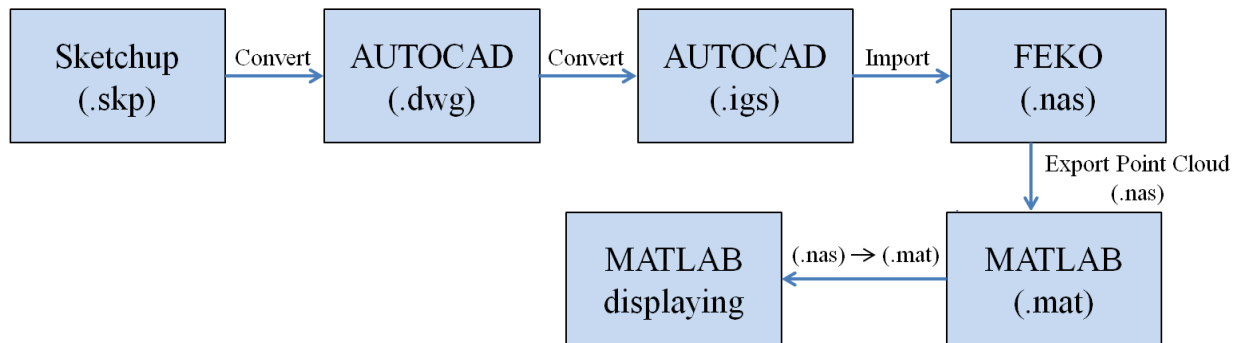 Sketchup
(.skp)
Convert
AUTOCAD
(.dwg)
Convert
AUTOCAD
(.igs)
Import
FEKO
(.nas)
Export Point Cloud
(.nas)
MATLAB
(.mat)
(.nas) → (.mat)
MATLAB
displaying